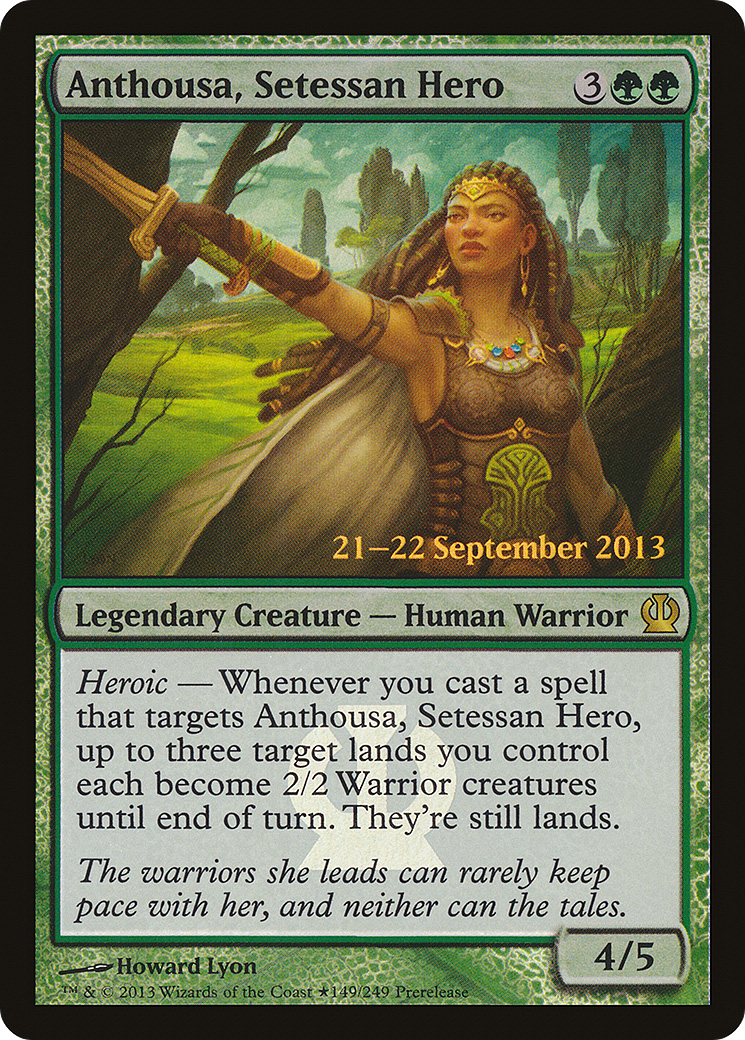 Anthousa, Setessan Hero 3
21–22 September 2013
Legendary Creature — Human Warrior
Heroic — Whenever you cast a spell
that targets Anthousa, Setessan Hero,
up to three target lands you control
each become 2/2 Warrior creatures
until end of turn. They're still lands.
The warriors she leads can rarely keep
pace with her, and neither can the tales.
4/5
Howard Lyon
™ & © 2013 Wizards of the Coast ★149/249 Prerelease